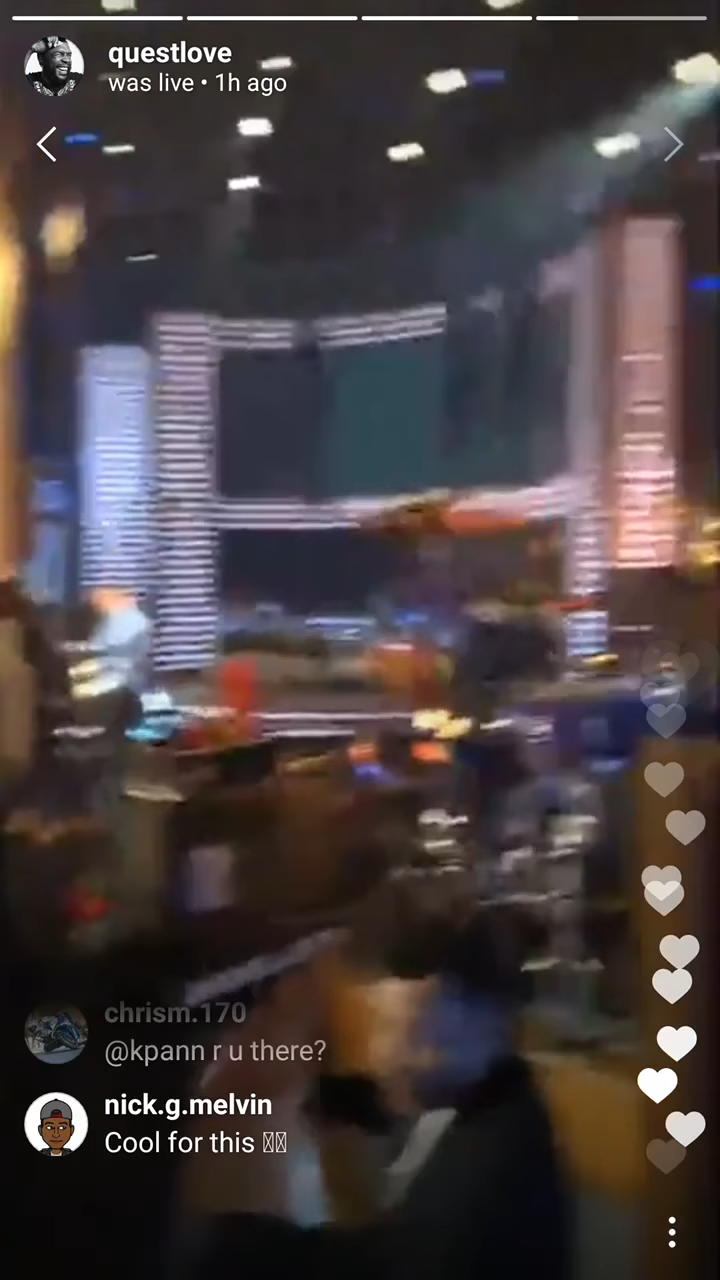 questlove
was live • 1h ago
chrism.170
@kpann r u there?
nick.g.melvin
Cool for this